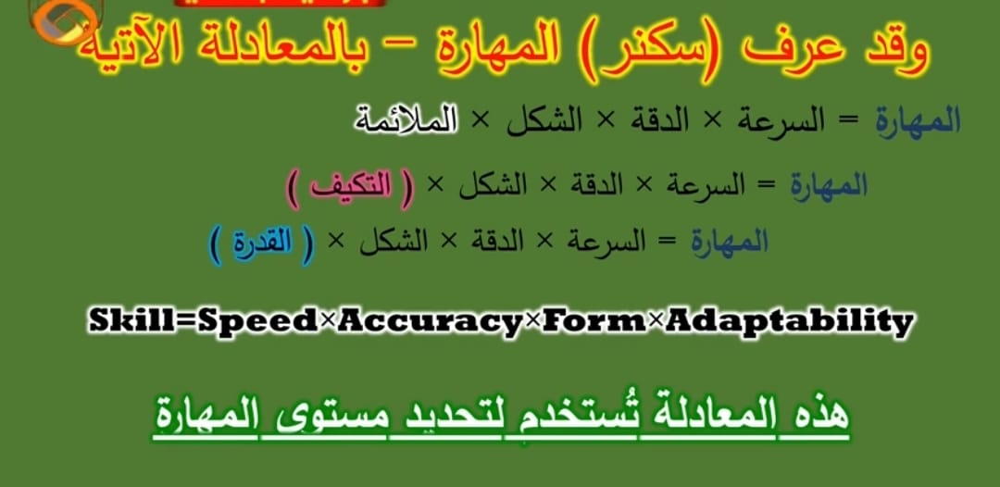 وقد عرف (سكنر) المهارة – بالمعادلة الآتية
المهارة = السرعة × الدقة × الشكل × الملائمة
المهارة = السرعة × الدقة × الشكل × ( التكيف )
المهارة = السرعة × الدقة × الشكل × ( القدرة )
Skill=Speed×Accuracy×Form×Adaptability
هذه المعادلة تُستخدم لتحديد مستوى المهارة